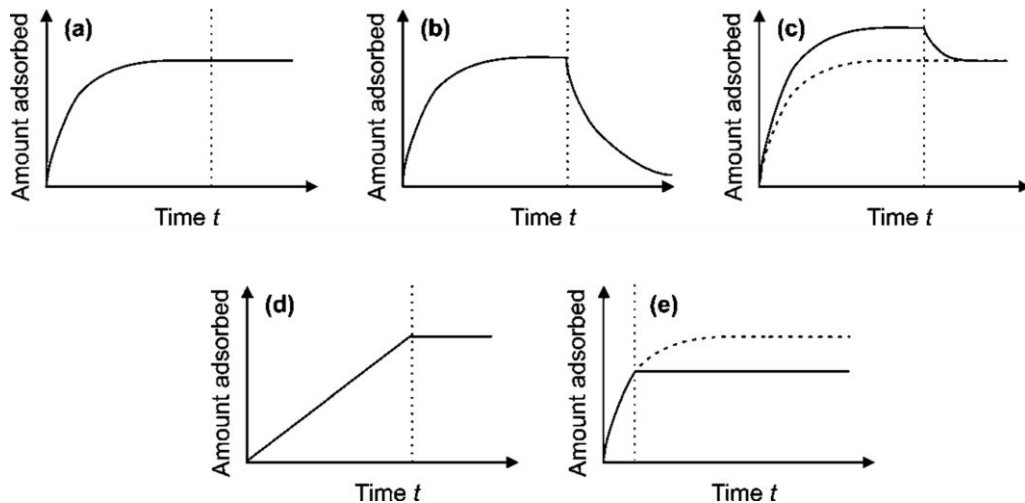 (a)
Amount adsorbed
Time t
(b)
Amount adsorbed
Time t
(c)
Amount adsorbed
Time t
(d)
Amount adsorbed
Time t
(e)
Amount adsorbed
Time t